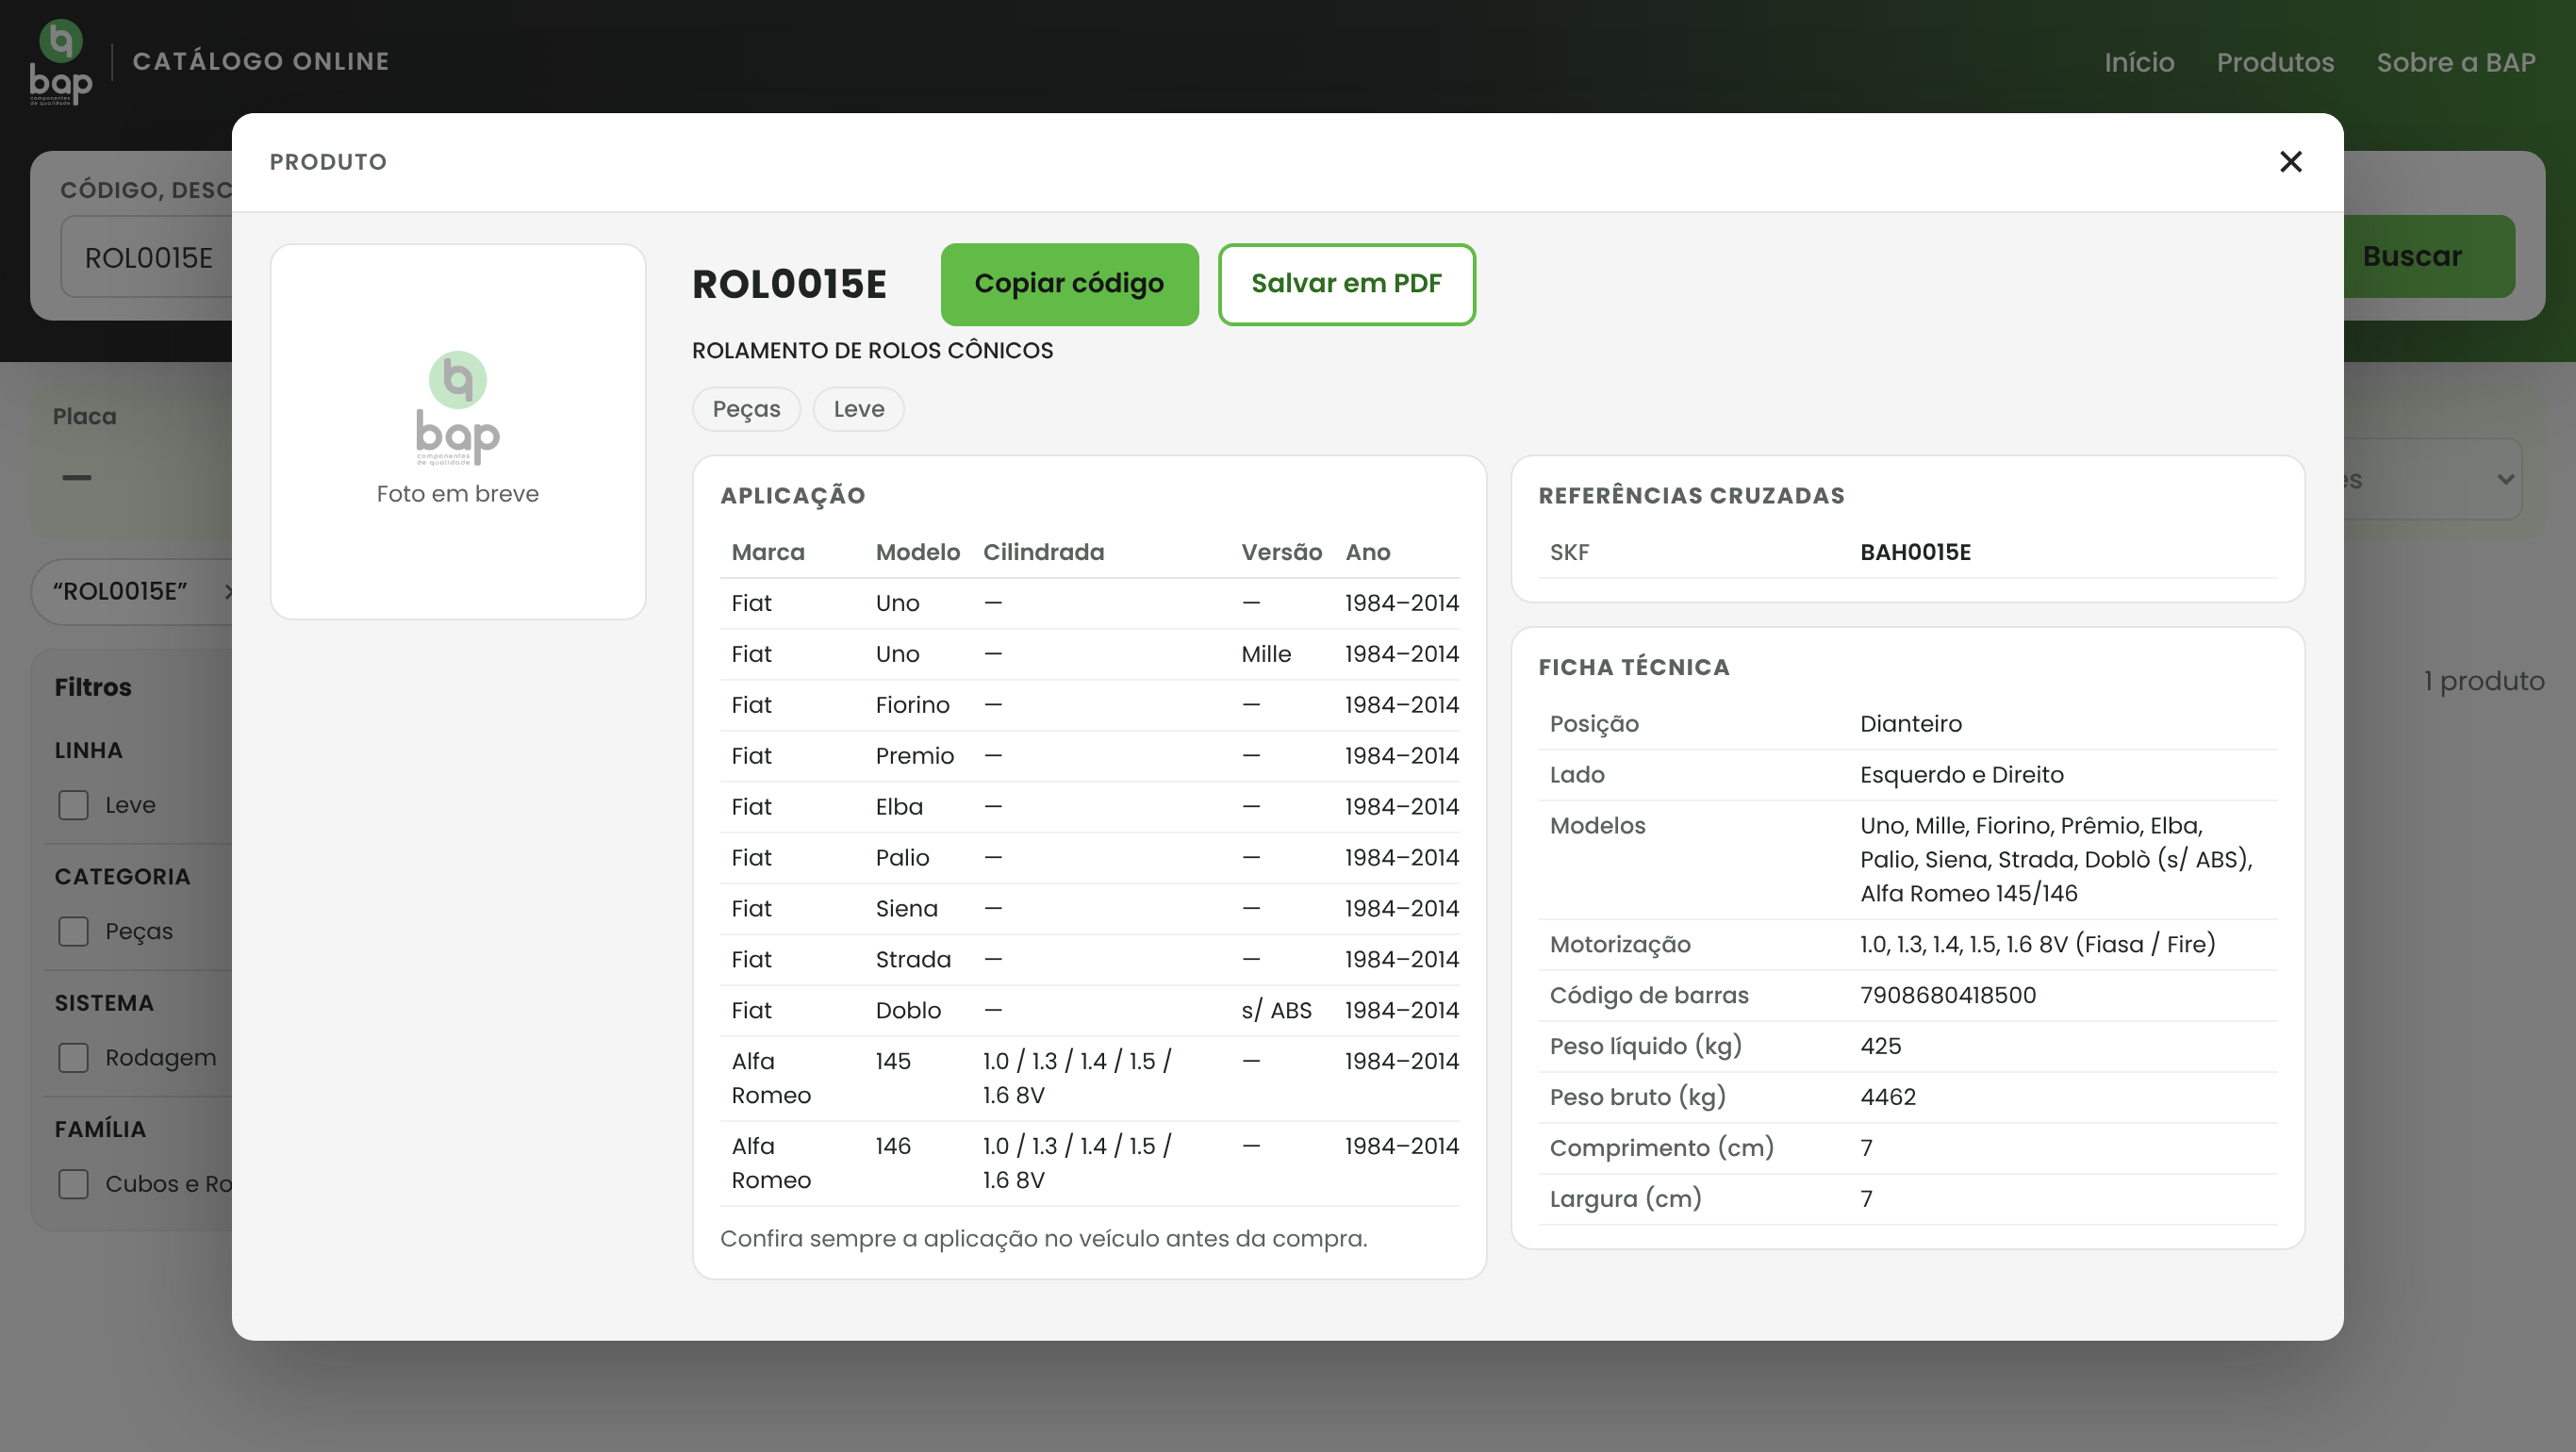 bap
componentes
de qualidade
CATÁLOGO ONLINE
Início
Produtos
Sobre a BAP
CÓDIGO, DESC
ROL0015E
Buscar
Placa
—
es
“ROL0015E”
Filtros
LINHA
Leve
CATEGORIA
Peças
SISTEMA
Rodagem
FAMÍLIA
Cubos e Ro
1 produto
PRODUTO
bap
componentes
de qualidade
Foto em breve
ROL0015E
Copiar código
Salvar em PDF
ROLAMENTO DE ROLOS CÔNICOS
Peças
Leve
APLICAÇÃO
Marca Modelo Cilindrada Versão Ano
Fiat Uno — — 1984–2014
Fiat Uno — Mille 1984–2014
Fiat Fiorino — — 1984–2014
Fiat Premio — — 1984–2014
Fiat Elba — — 1984–2014
Fiat Palio — — 1984–2014
Fiat Siena — — 1984–2014
Fiat Strada — — 1984–2014
Fiat Doblo — s/ ABS 1984–2014
Alfa 145 1.0 / 1.3 / 1.4 / 1.5 / — 1984–2014
Romeo 1.6 8V
Alfa 146 1.0 / 1.3 / 1.4 / 1.5 / — 1984–2014
Romeo 1.6 8V
Confira sempre a aplicação no veículo antes da compra.
REFERÊNCIAS CRUZADAS
SKF BAH0015E
FICHA TÉCNICA
Posição Dianteiro
Lado Esquerdo e Direito
Modelos Uno, Mille, Fiorino, Prêmio, Elba,
Palio, Siena, Strada, Doblò (s/ ABS),
Alfa Romeo 145/146
Motorização 1.0, 1.3, 1.4, 1.5, 1.6 8V (Fiasa / Fire)
Código de barras 7908680418500
Peso líquido (kg) 425
Peso bruto (kg) 4462
Comprimento (cm) 7
Largura (cm) 7